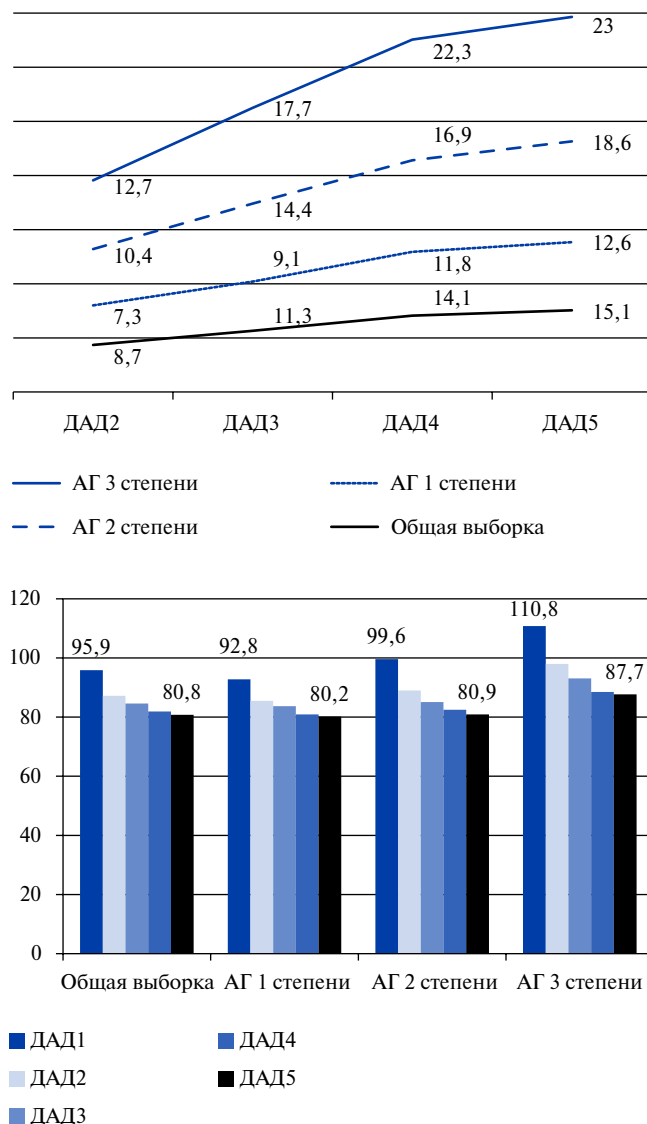 23
22,3
17,7
16,9
18,6
12,7
14,4
10,4
9,1
12,6
11,8
7,3
14,1
11,3
15,1
8,7
ДАД2 ДАД3 ДАД4 ДАД5
АГ 3 степени АГ 1 степени
АГ 2 степени Общая выборка
120
110,8
95,9 92,8 99,6
100
80,8 80,2 80,9 87,7
80
60
40
20
0
Общая выборка АГ 1 степени АГ 2 степени АГ 3 степени
ДАД1 ДАД4
ДАД2 ДАД5
ДАД3